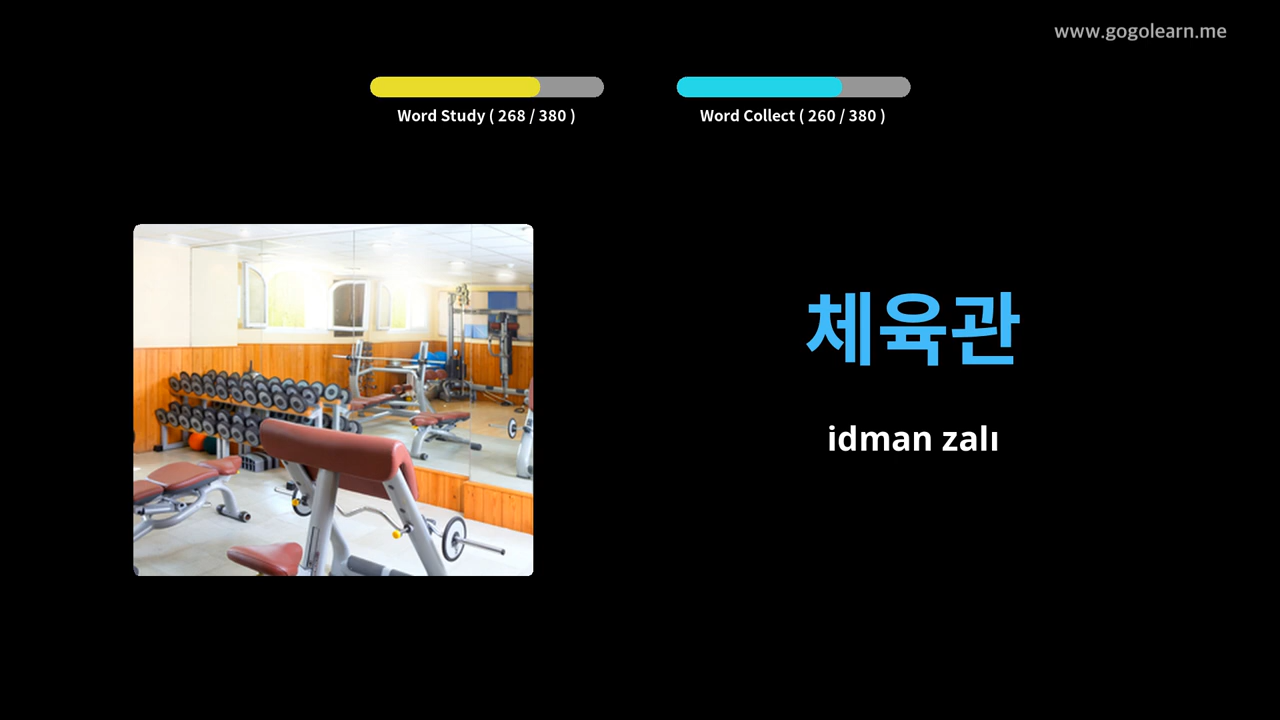 www.gogolearn.me
Word Study ( 268 / 380 )
Word Collect ( 260 / 380 )
체육관
idman zalı